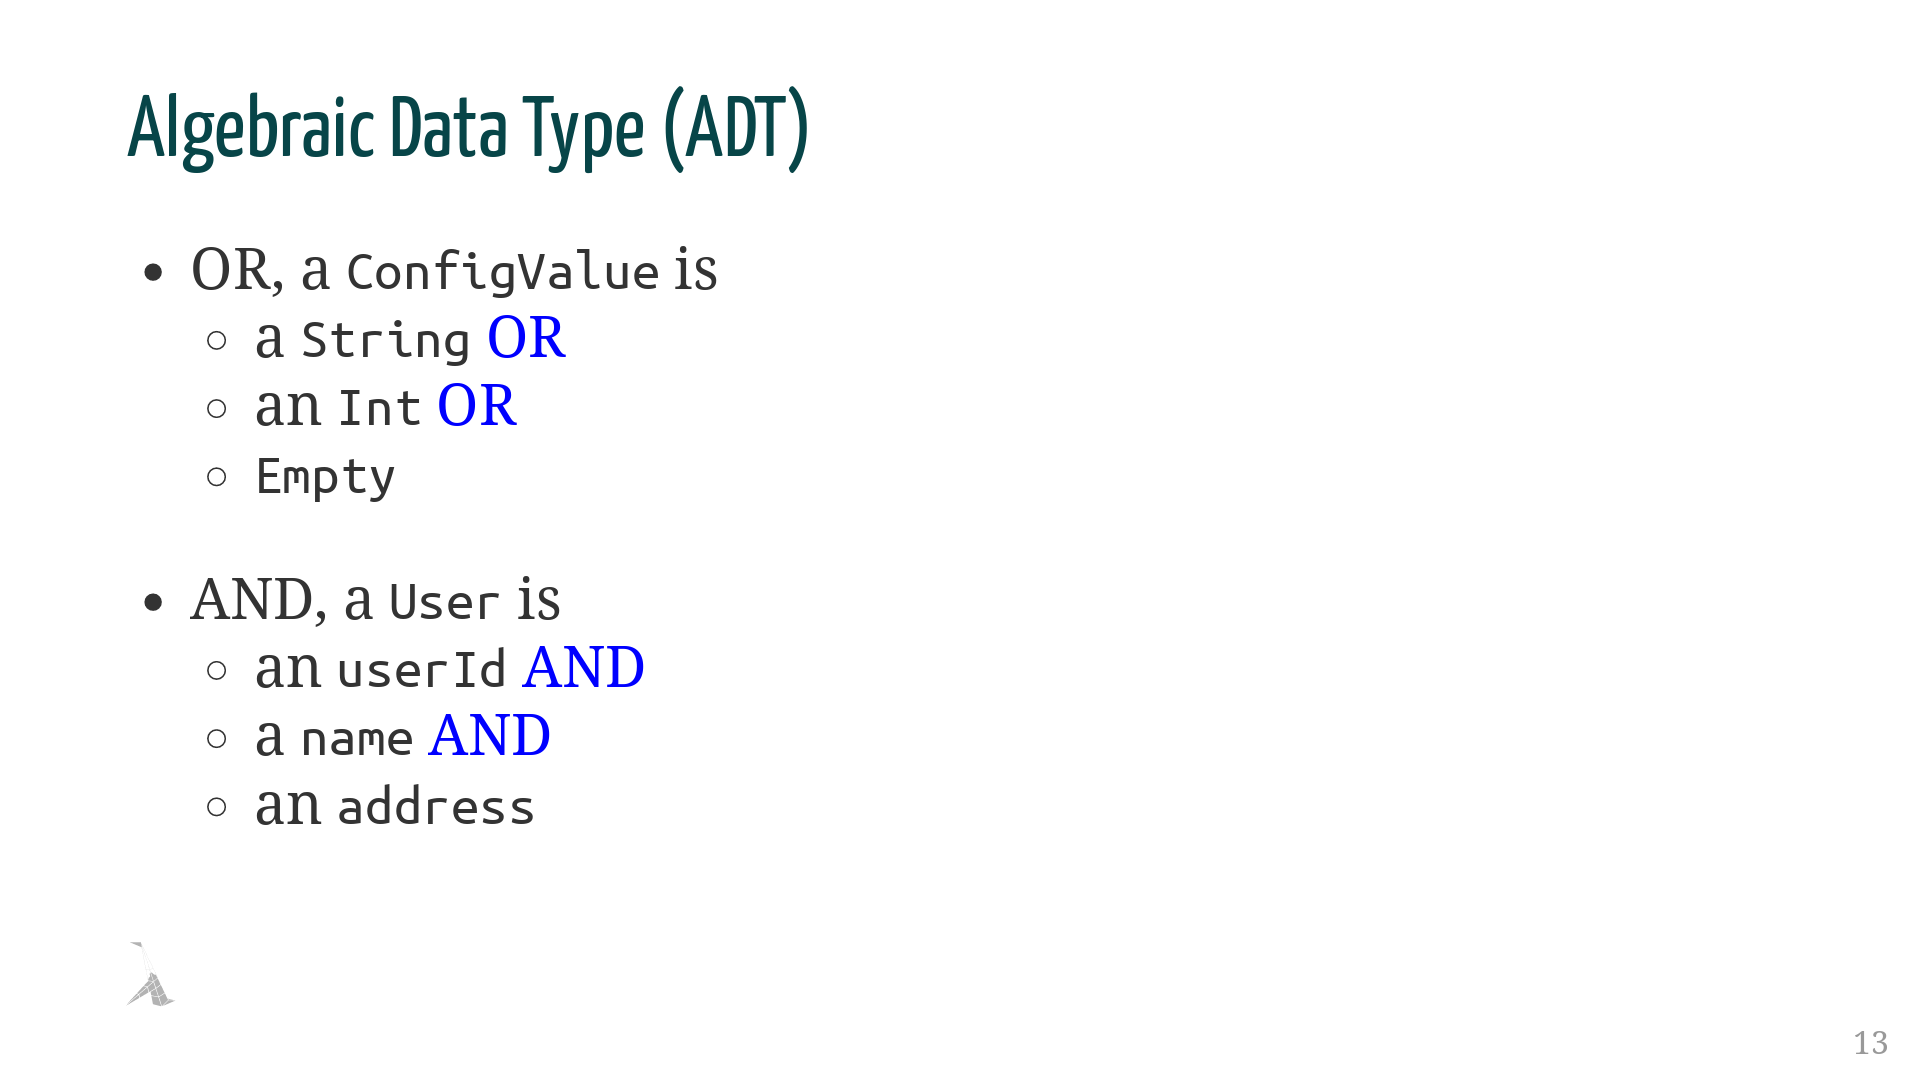 Algebraic Data Type (ADT)
• OR, a ConfigValue is
○ a String OR
○ an Int OR
○ Empty
• AND, a User is
○ an userId AND
○ a name AND
○ an address
13